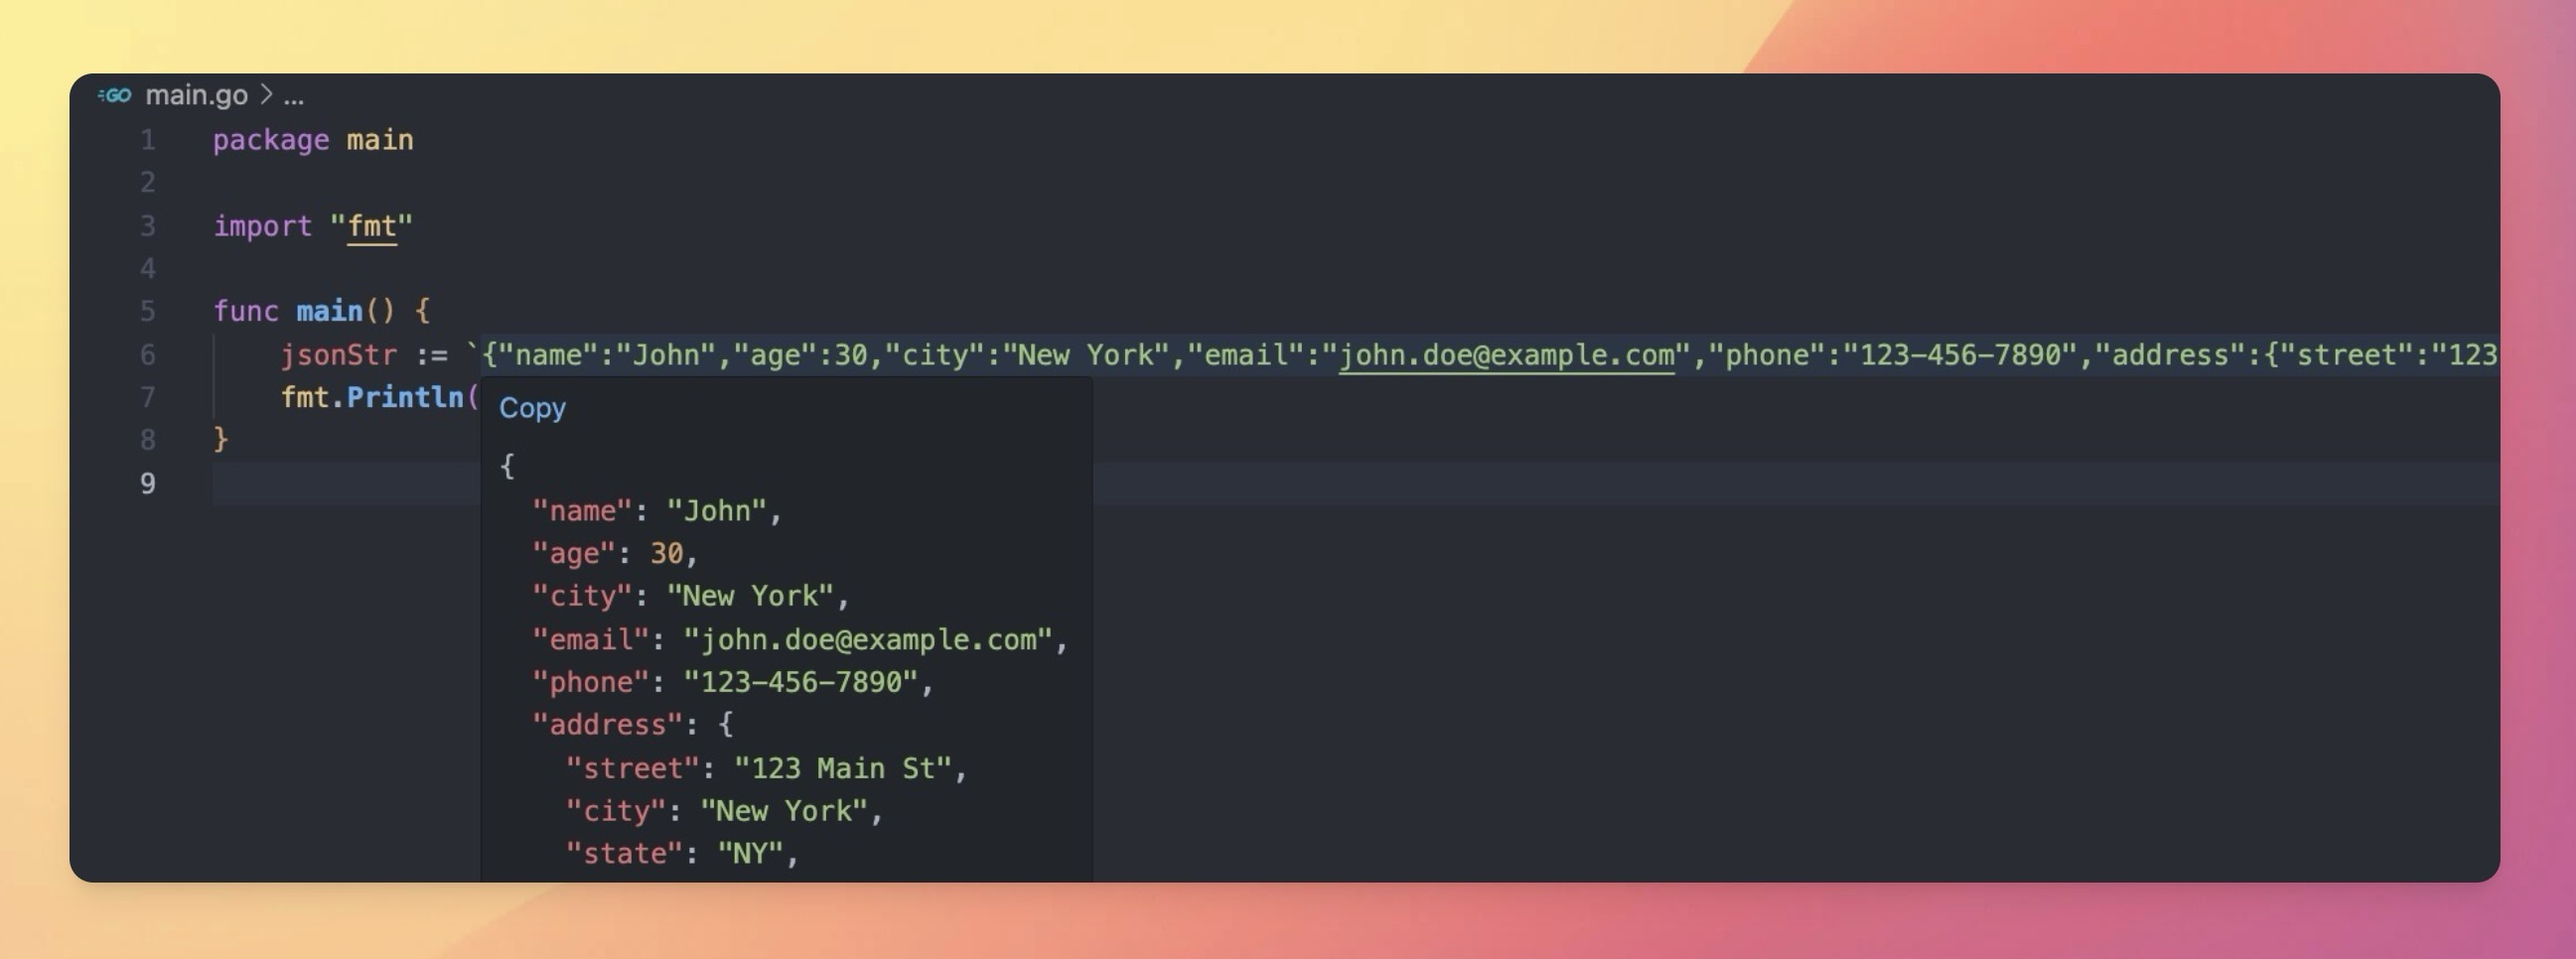 GO main.go > ...
1 package main
2
3 import "fmt"
4
5 func main() {
6 jsonStr := `{"name":"John","age":30,"city":"New York","email":"john.doe@example.com","phone":"123-456-7890","address":{"street":"123
7 fmt.Println(
8 }
9
Copy
{
"name": "John",
"age": 30,
"city": "New York",
"email": "john.doe@example.com",
"phone": "123-456-7890",
"address": {
"street": "123 Main St",
"city": "New York",
"state": "NY",